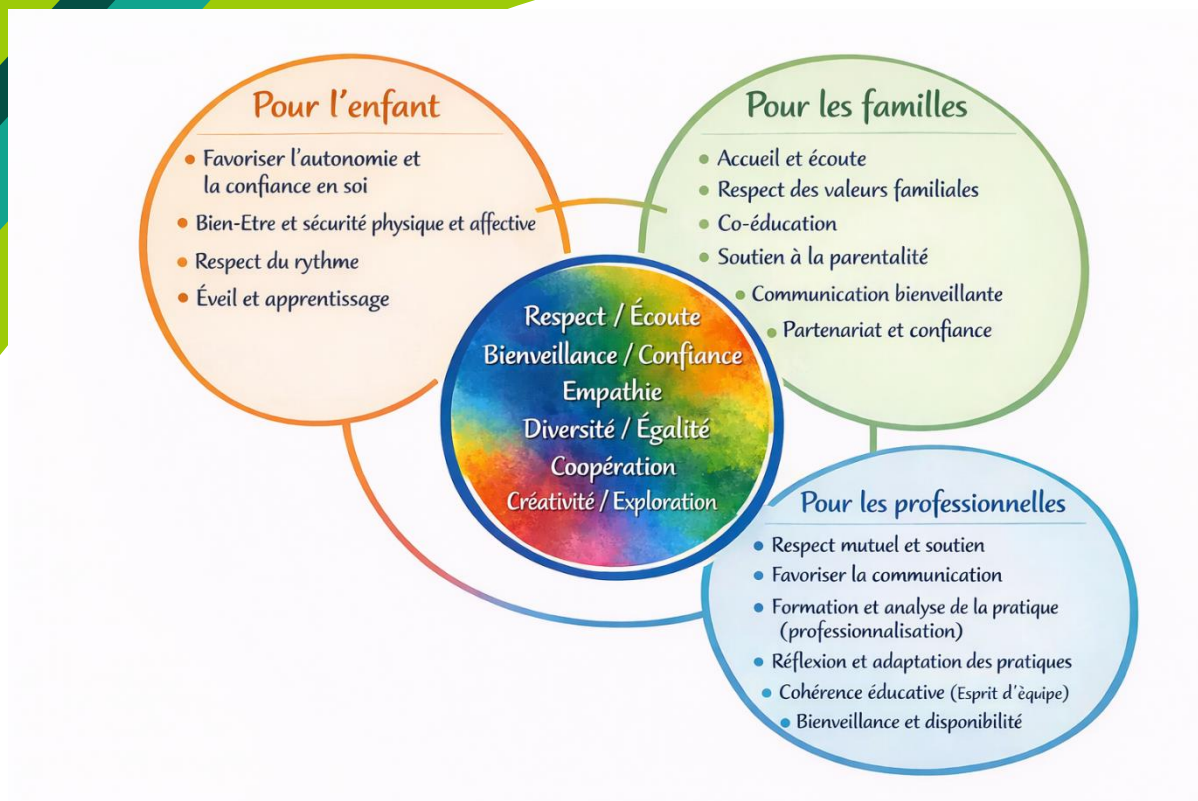 Pour l'enfant
• Favoriser l'autonomie et
la confiance en soi
• Bien-Etre et sécurité physique et affective
• Respect du rythme
• Éveil et apprentissage
Pour les familles
• Accueil et écoute
• Respect des valeurs familiales
• Co-éducation
• Soutien à la parentalité
• Communication bienveillante
• Partenariat et confiance
Respect / Écoute
Bienveillance / Confiance
Empathie
Diversité / Égalité
Coopération
Créativité / Exploration
Pour les professionnelles
• Respect mutuel et soutien
• Favoriser la communication
• Formation et analyse de la pratique
(professionnalisation)
• Réflexion et adaptation des pratiques
• Cohérence éducative (Esprit d'èquipe)
• Bienveillance et disponibilité